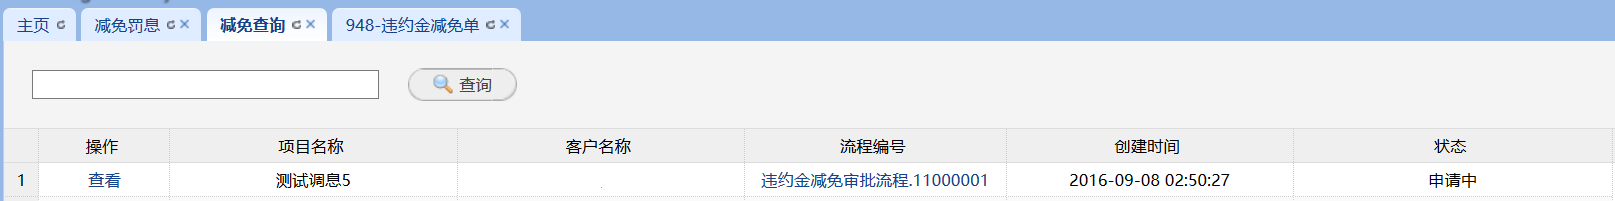 主页 减免罚息 减免查询 948-违约金减免单
查询
操作 项目名称 客户名称 流程编号 创建时间 状态
1 查看 测试调息5 违约金减免审批流程.11000001 2016-09-08 02:50:27 申请中